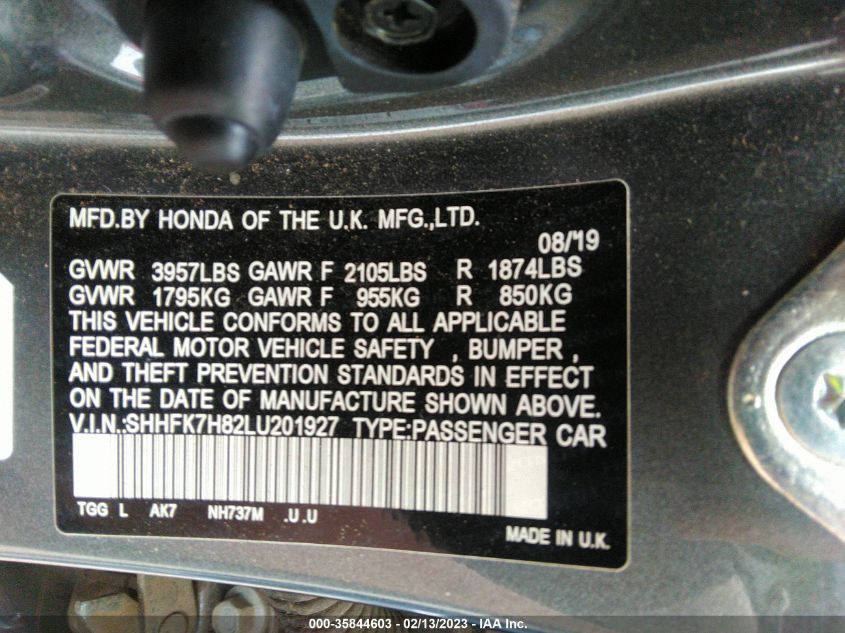 MFD.BY HONDA OF THE U.K. MFG.,LTD.
08/'19
GVWR 3957LBS GAWR F 2105LBS R 1874LBS
GVWR 1795KG GAWR F 955KG R 850KG
THIS VEHICLE CONFORMS TO ALL APPLICABLE
FEDERAL MOTOR VEHICLE SAFETY , BUMPER ,
AND THEFT PREVENTION STANDARDS IN EFFECT
ON THE DATE OF MANUFACTURE SHOWN ABOVE.
V.I.N.:SHHFK7H82LU201927 TYPE:PASSENGER CAR
TGG L AK7 NH737M .U .U
MADE IN U.K.
000-35844603 - 02/13/2023 - IAA Inc.